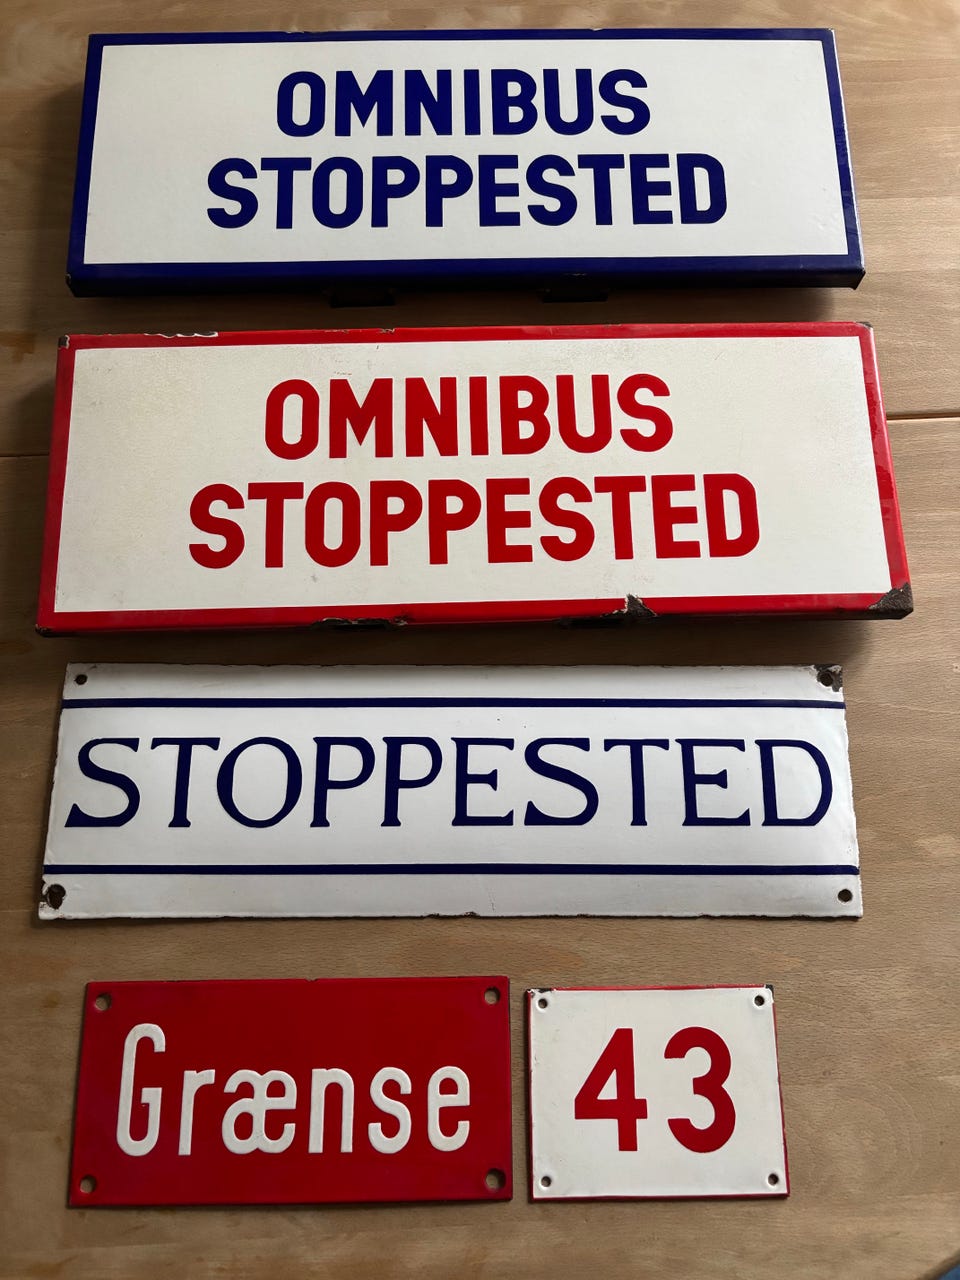 OMNIBUS
STOPPESTED
OMNIBUS
STOPPESTED
STOPPESTED
Grænse
43